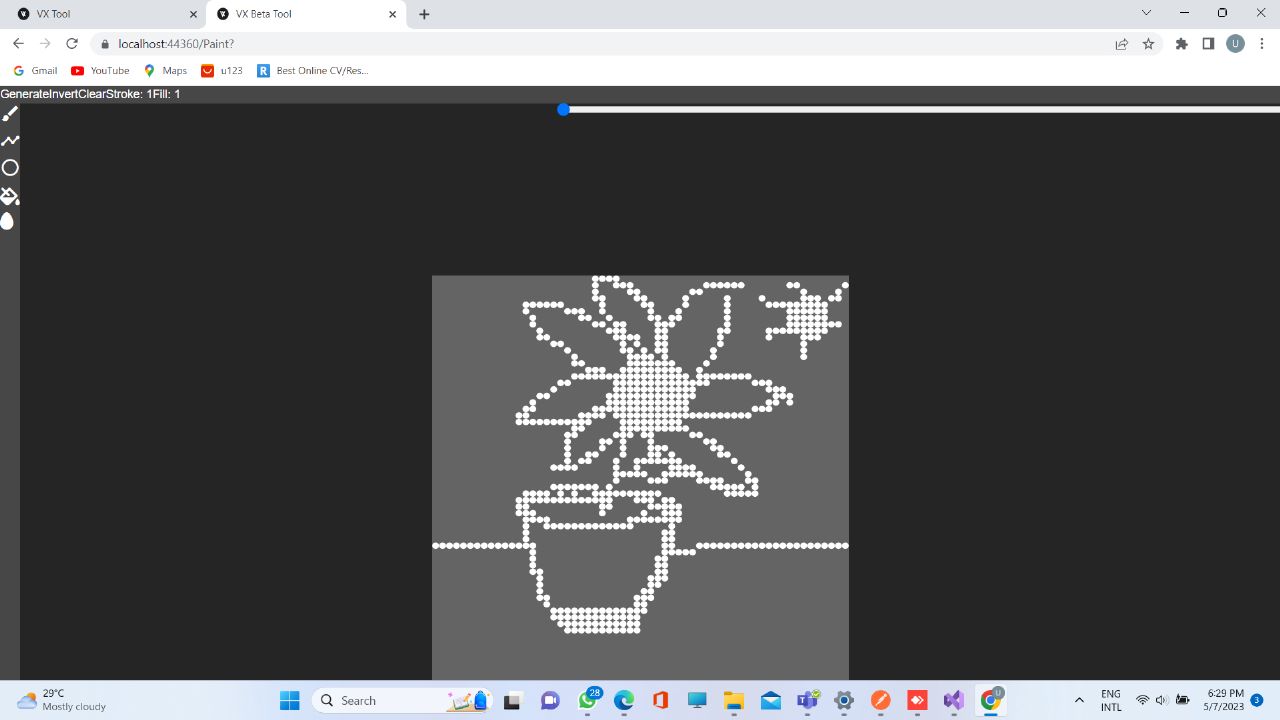 VX Tool
VX Beta Tool
localhost:44360/Paint?
U
Gmail
YouTube
Maps
u123
R
Best Online CV/Res...
GenerateInvertClearStroke: 1Fill: 1
29°C
Mostly cloudy
Search
28
U
ENG
INTL
6:29 PM
5/7/2023
3